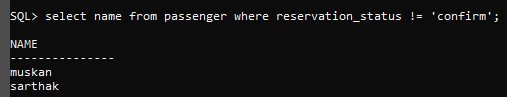 SQL> select name from passenger where reservation_status != 'confirm';
NAME
---------------
muskan
sarthak